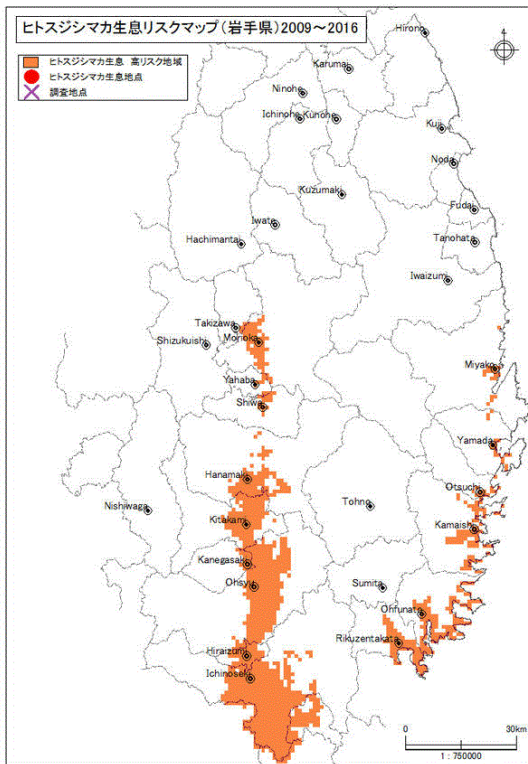 ヒトスジシマカ生息リスクマップ(岩手県)2009～2016
ヒトスジシマカ生息 高リスク地域
ヒトスジシマカ生息地点
調査地点
Hirono
Karumai
Ninohe
Ichinohe
Kunohe
Kuji
Noda
Kuzumaki
Fudai
Iwate
Tanohata
Hachimantai
Iwaizumi
Takizawa
Morioka
Shizukuishi
Miyako
Yahaba
Shiwa
Yamada
Hanamaki
Otsuchi
Nishiwaga
Tohno
Kitakami
Kamaishi
Kanegasaki
Ohsyu
Sumita
Ohfunato
Rikuzentakata
Hiraizumi
Ichinoseki
0
30km
1 : 750000